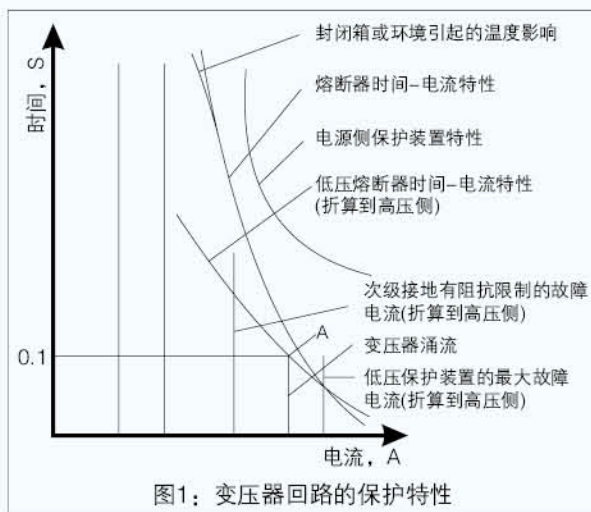 时间，S
封闭箱或环境引起的温度影响
熔断器时间-电流特性
电源侧保护装置特性
低压熔断器时间-电流特性
(折算到高压侧)
次级接地有阻抗限制的故障
电流(折算到高压侧)
A
变压器涌流
0.1
低压保护装置的最大故障
电流(折算到高压侧)
电流，A
图1：变压器回路的保护特性